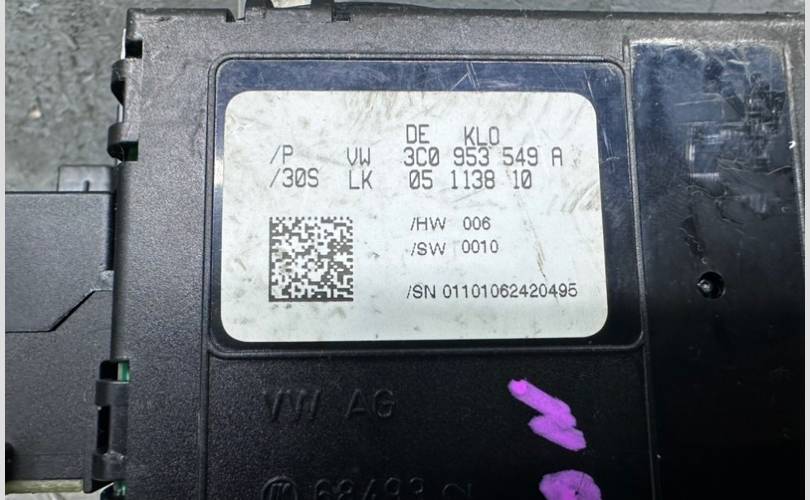 DE KLO
/P VW 3C0 953 549 A
/30S LK 05 1138 10
/HW 006
/SW 0010
/SN 01101062420495
VW AG